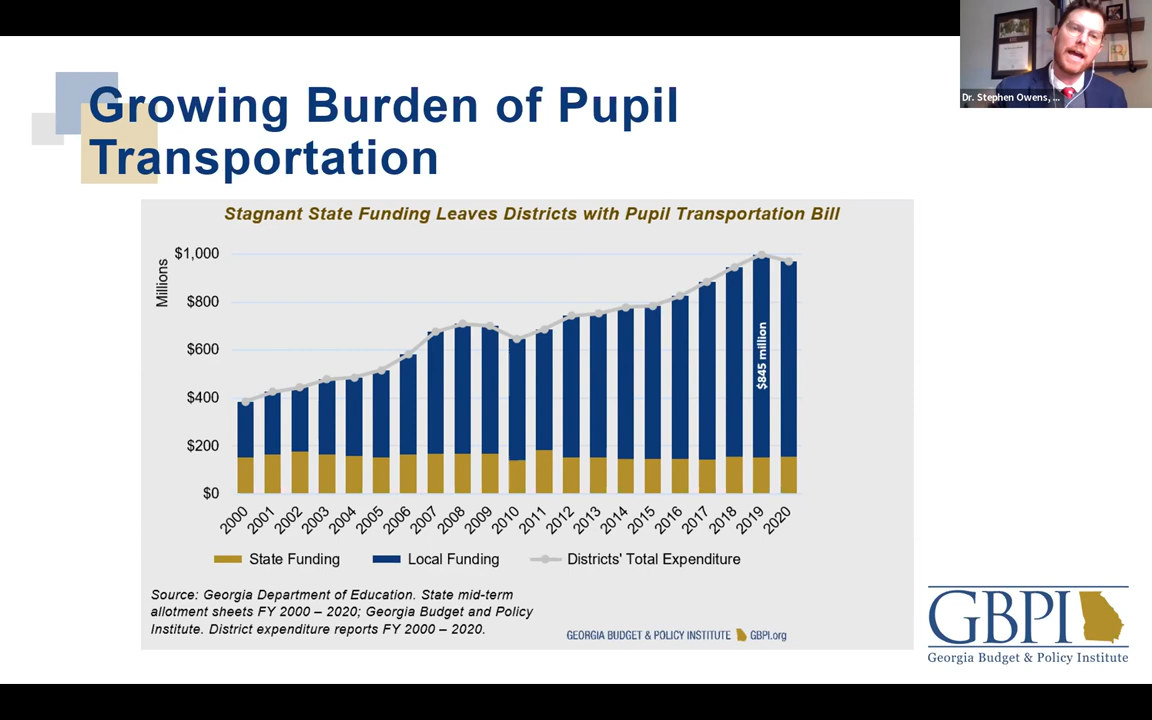 Growing Burden of Pupil
Transportation
Dr. Stephen Owens, ...
Stagnant State Funding Leaves Districts with Pupil Transportation Bill
Millions
$1,000
$800
$600
$400
$200
$0
$845 million
2000 2001 2002 2003 2004 2005 2006 2007 2008 2009 2010 2011 2012 2013 2014 2015 2016 2017 2018 2019 2020
State Funding Local Funding Districts' Total Expenditure
Source: Georgia Department of Education. State mid-term
allotment sheets FY 2000 – 2020; Georgia Budget and Policy
Institute. District expenditure reports FY 2000 – 2020.
GEORGIA BUDGET & POLICY INSTITUTE GBPI.org
GBPI
Georgia Budget & Policy Institute